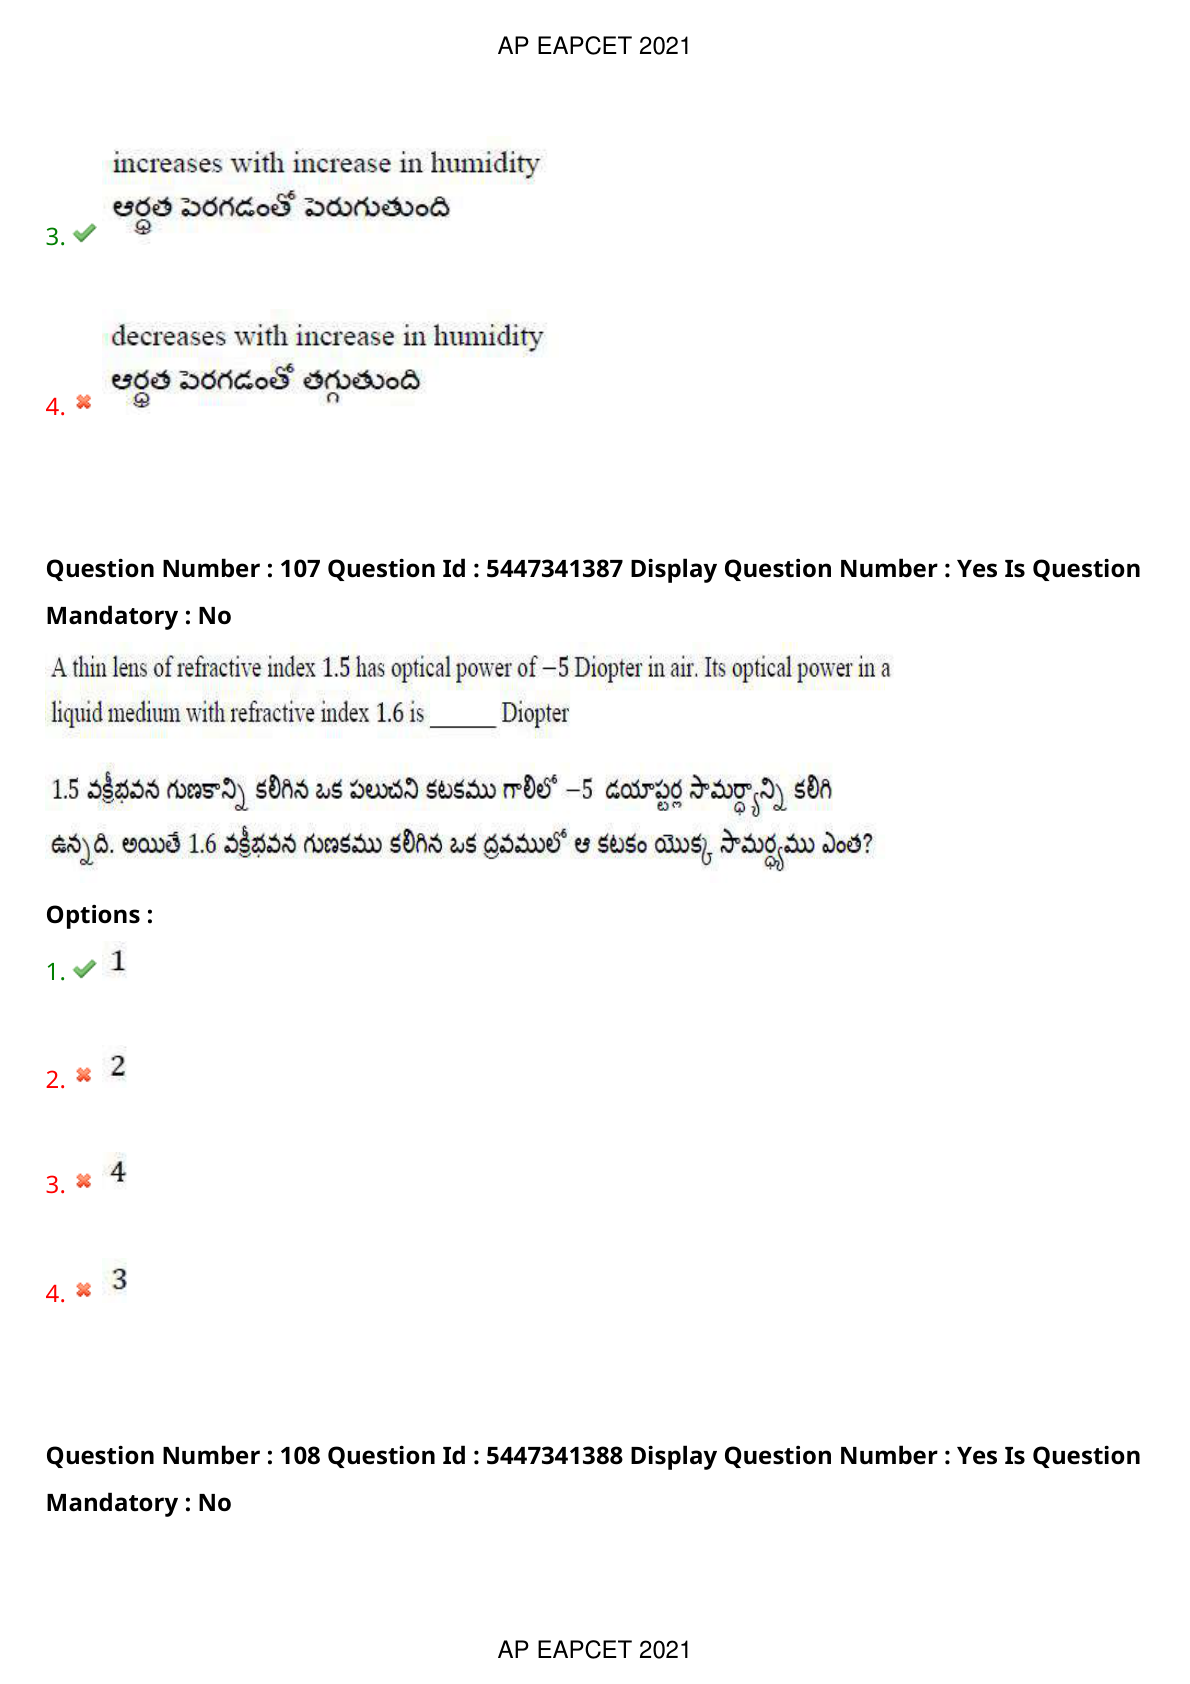 AP EAPCET 2021
increases with increase in humidity
ఆర్ద్రత పెరగడంతో పెరుగుతుంది
3.
decreases with increase in humidity
ఆర్ద్రత పెరగడంతో తగ్గుతుంది
4.
Question Number : 107 Question Id : 5447341387 Display Question Number : Yes Is Question
Mandatory : No
A thin lens of refractive index 1.5 has optical power of −5 Diopter in air. Its optical power in a
liquid medium with refractive index 1.6 is _____ Diopter
1.5 వక్రీభవన గుణకాన్ని కలిగిన ఒక పలుచని కటకము గాలిలో −5 డయాప్టర్ల సామర్ధ్యాన్ని కలిగి
ఉన్నది. అయితే 1.6 వక్రీభవన గుణకము కలిగిన ఒక ద్రవములో ఆ కటకం యొక్క సామర్ధ్యము ఎంత?
Options :
1. 1
2. 2
3. 4
4. 3
Question Number : 108 Question Id : 5447341388 Display Question Number : Yes Is Question
Mandatory : No
AP EAPCET 2021